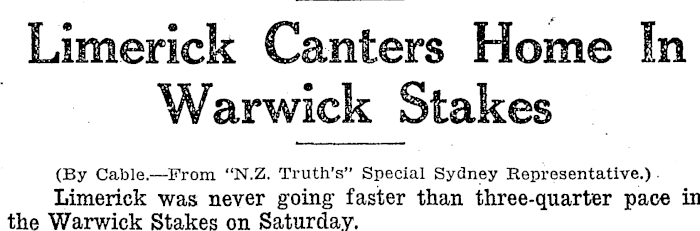 Limerick Canters Home In
Warwick Stakes
(By Cable.—From "N.Z. Truth's" Special Sydney Representative.)
Limerick was never going faster than three-quarter pace in
the Warwick Stakes on Saturday.